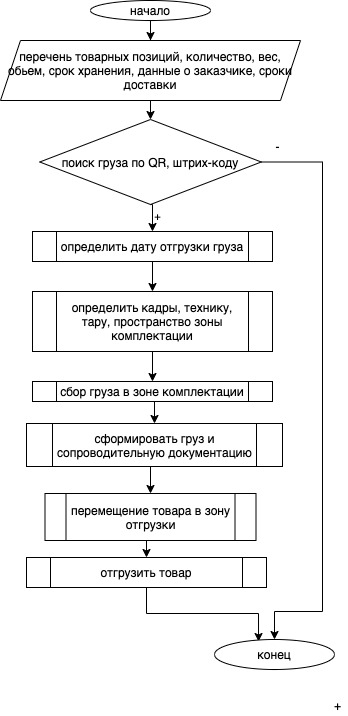 начало
перечень товарных позиций, количество, вес,
обьем, срок хранения, данные о заказчике, сроки
доставки
поиск груза по QR, штрих-коду
-
+
определить дату отгрузки груза
определить кадры, технику,
тару, пространство зоны
комплектации
сбор груза в зоне комплектации
сформировать груз и
сопроводительную документацию
перемещение товара в зону
отгрузки
отгрузить товар
конец
+